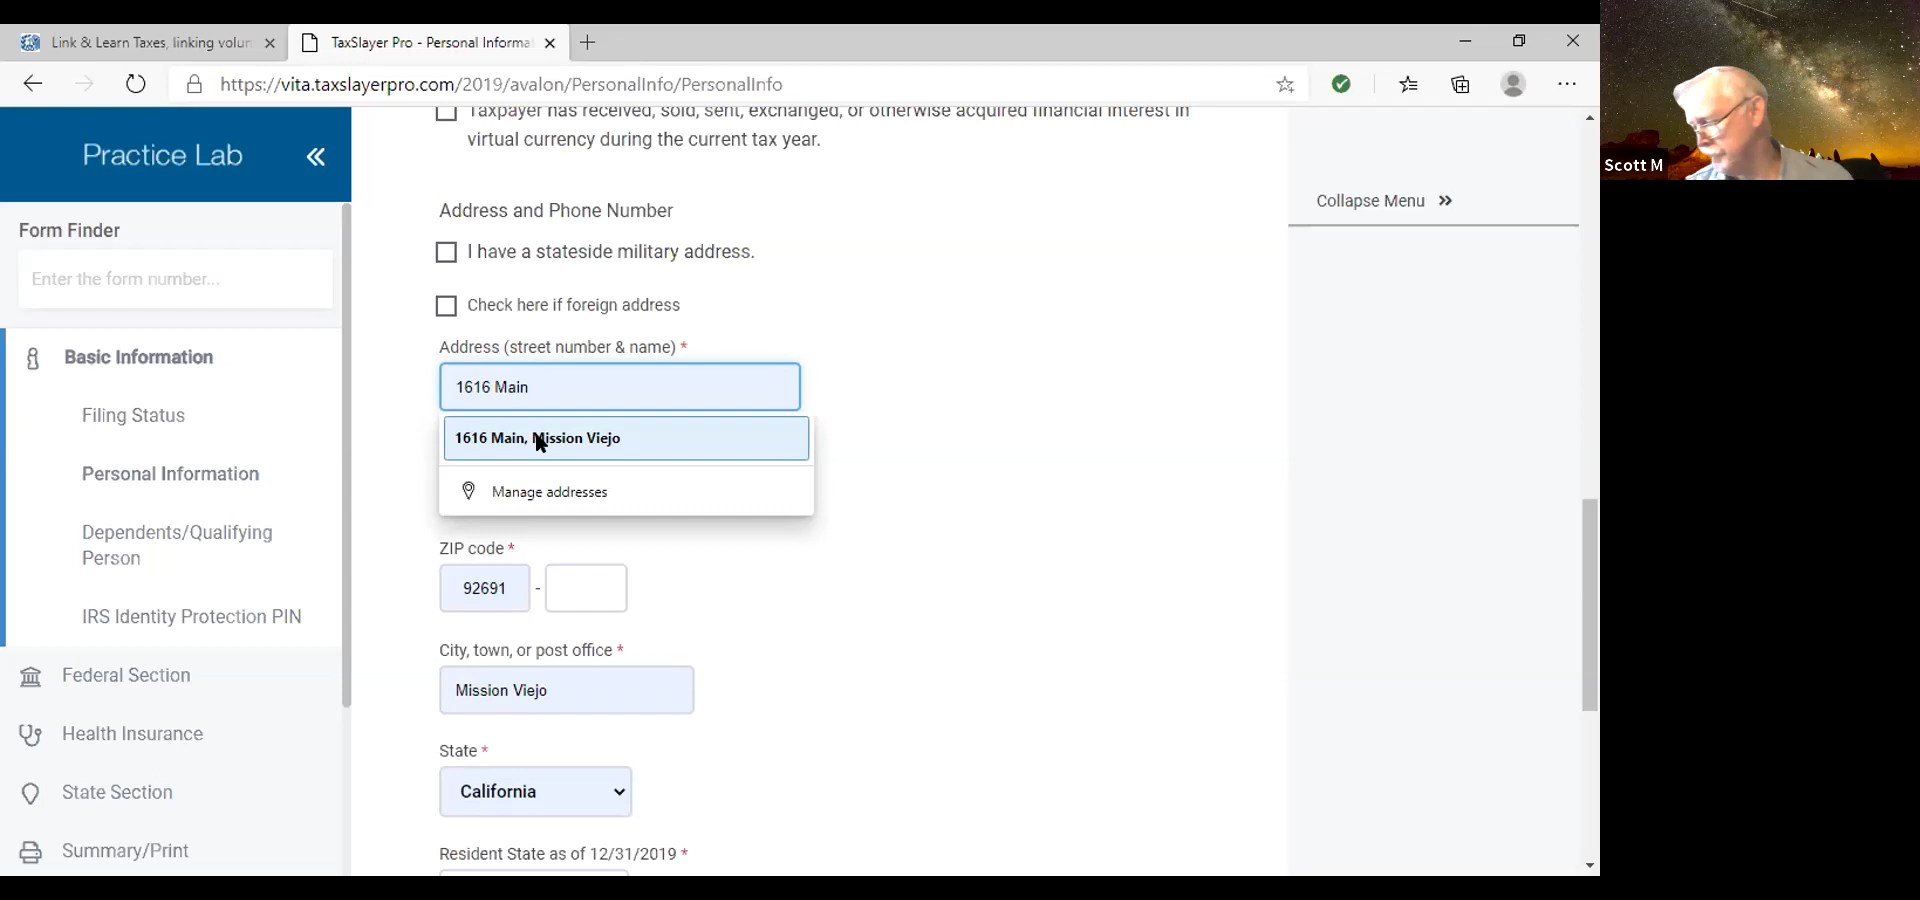 Link & Learn Taxes, linking volun
TaxSlayer Pro - Personal Informa
https://vita.taxslayerpro.com/2019/avalon/PersonalInfo/PersonalInfo
Practice Lab
Form Finder
Enter the form number...
Basic Information
Filing Status
Personal Information
Dependents/Qualifying
Person
IRS Identity Protection PIN
Federal Section
Health Insurance
State Section
Summary/Print
Taxpayer has received, sold, sent, exchanged, or otherwise acquired financial interest in
virtual currency during the current tax year.
Address and Phone Number
I have a stateside military address.
Check here if foreign address
Address (street number & name) *
1616 Main
1616 Main, Mission Viejo
Manage addresses
ZIP code *
92691 -
City, town, or post office *
Mission Viejo
State *
California
Resident State as of 12/31/2019 *
Collapse Menu
Scott M